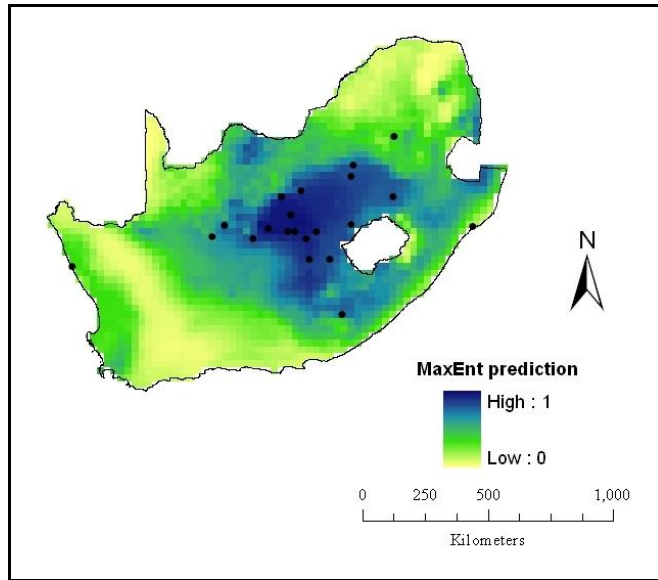 N
MaxEnt prediction
High : 1
Low : 0
0 250 500 1,000
Kilometers